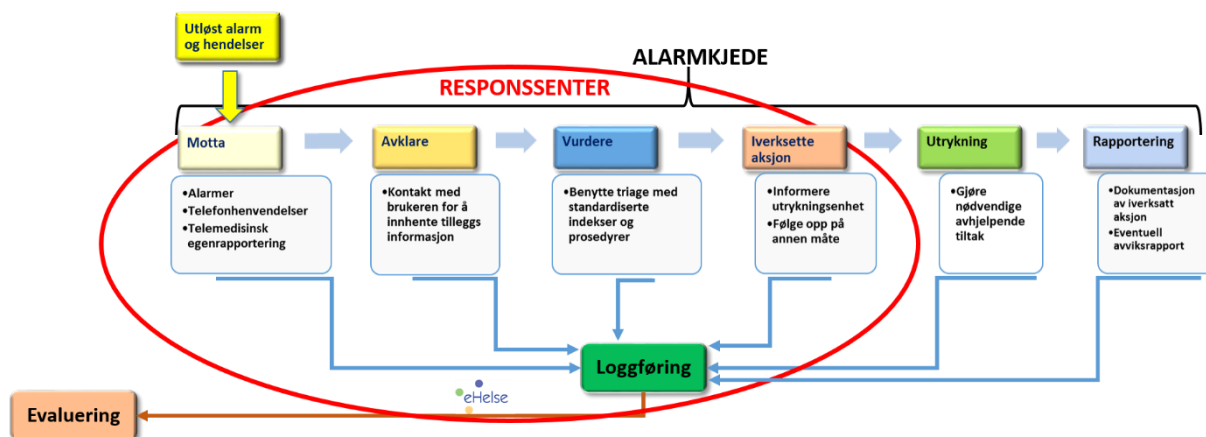 Utløst alarm
og hendelser
ALARMKJEDE
RESPONSSENTER
Motta
•Alarmer
•Telefonhenvendelser
•Telemedisinsk
egenrapportering
Avklare
•Kontakt med
brukeren for å
innhente tilleggs
informasjon
Vurdere
•Benytte triage med
standardiserte
indekser og
prosedyrer
Iverksette
aksjon
•Informere
utrykningsenhet
•Følge opp på
annen måte
Utrykning
•Gjøre
nødvendige
avhjelpende
tiltak
Rapportering
•Dokumentasjon
av iverksatt
aksjon
•Eventuell
avviksrapport
Loggføring
eHelse
Evaluering